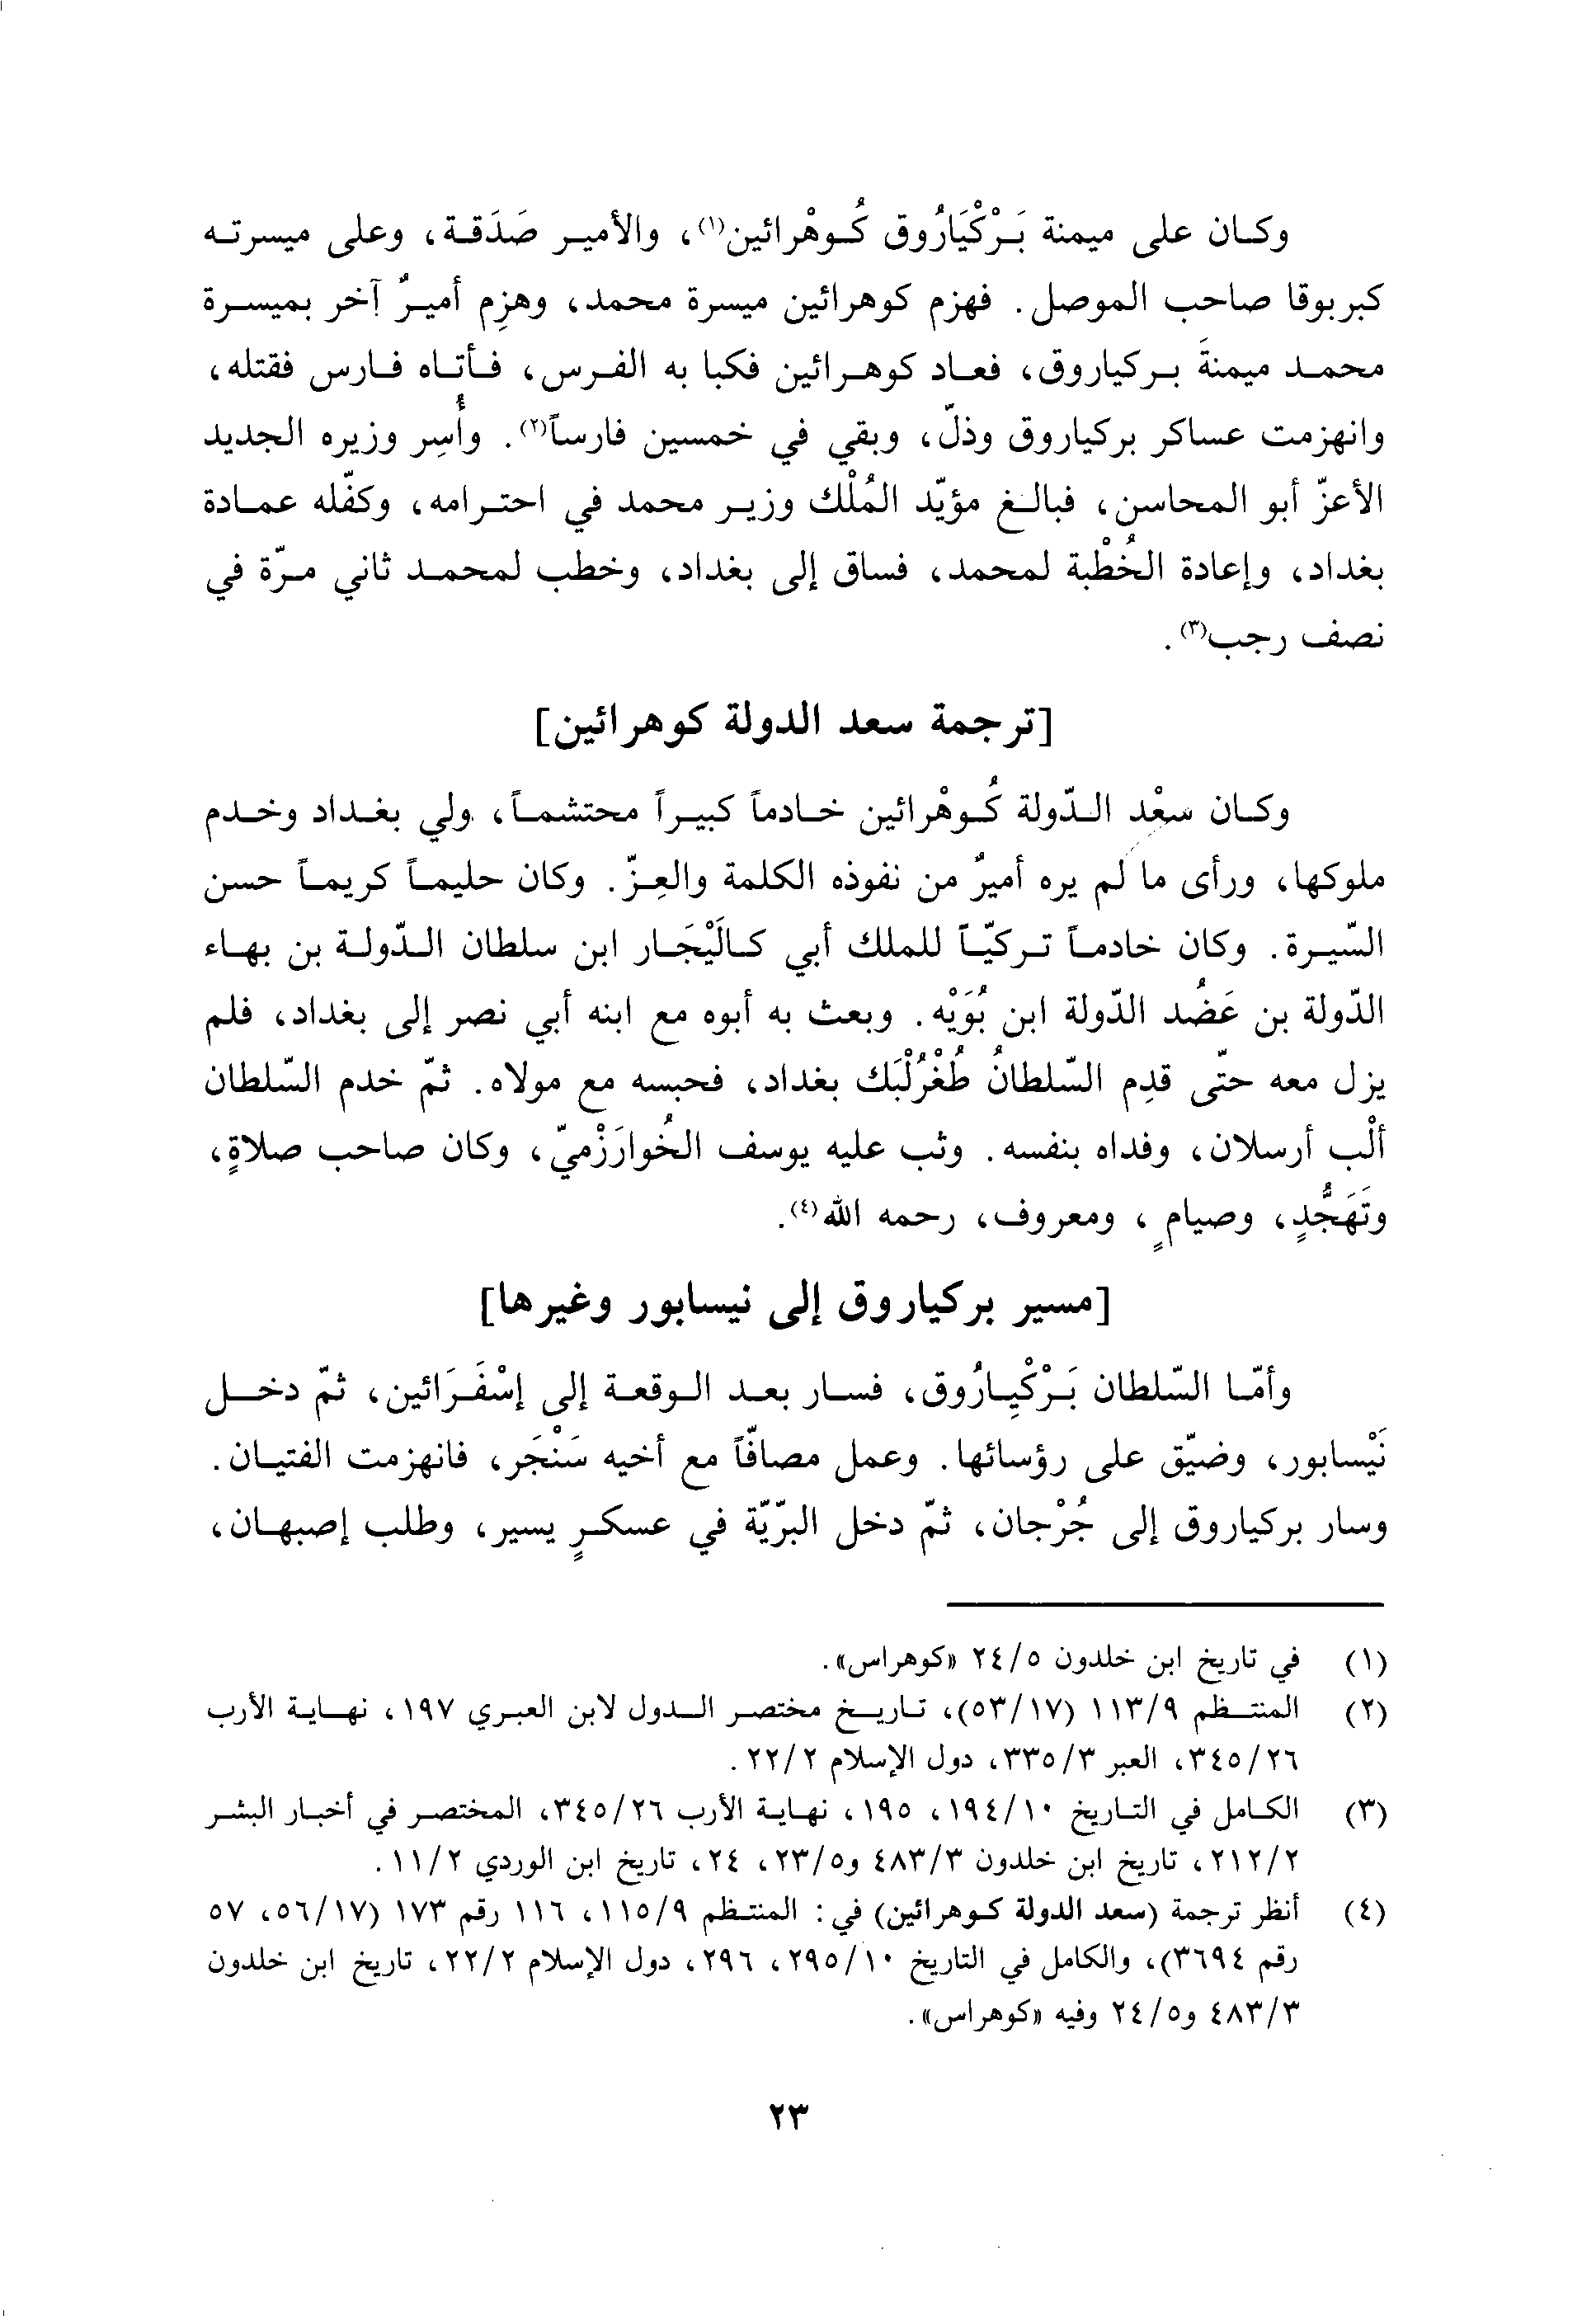 وكان على ميمنة بَرْكْيَارُوق كُوهْرائين(١)، والأمير صَدَقة، وعلى ميسرته
كبربوقا صاحب الموصل. فهزم كوهرائين ميسرة محمد، وهزِم أميرٌ آخر بميسرة
محمد ميمنةَ بركياروق، فعاد كوهرائين فكبا به الفرس، فأتاه فارس فقتله،
وانهزمت عساكر بركياروق وذلّ، وبقي في خمسين فارساً(٢). وأُسِر وزيره الجديد
الأعزّ أبو المحاسن، فبالغ مؤيّد المُلْك وزير محمد في احترامه، وكفّله عمادة
بغداد، وإعادة الخُطْبة لمحمد، فساق إلى بغداد، وخطب لمحمد ثاني مرّة في
نصف رجب(٣).
[ترجمة سعد الدولة كوهرائين]
وكان سعْد الدّولة كُوهْرائين خادماً كبيراً محتشماً، ولي بغداد وخدم
ملوكها، ورأى ما لم يره أميرٌ من نفوذه الكلمة والعِزّ. وكان حليماً كريماً حسن
السّيرة. وكان خادماً تركيّاً للملك أبي كالَيْجَار ابن سلطان الدّولة بن بهاء
الدّولة بن عَضُد الدّولة ابن بُوَيْه. وبعث به أبوه مع ابنه أبي نصر إلى بغداد، فلم
يزل معه حتّى قدِم السّلطانُ طُغْرُلْبَك بغداد، فحبسه مع مولاه. ثمّ خدم السّلطان
ألْب أرسلان، وفداه بنفسه. وثب عليه يوسف الخُوارَزْميّ، وكان صاحب صلاةٍ،
وتَهَجُّدٍ، وصيامٍ، ومعروف، رحمه الله(٤).
[مسير بركياروق إلى نيسابور وغيرها]
وأمّا السّلطان بَرْكْيِارُوق، فسار بعد الوقعة إلى إسْفَرَائين، ثمّ دخل
نَيْسابور، وضيّق على رؤسائها. وعمل مصافّاً مع أخيه سَنْجَر، فانهزمت الفتيان.
وسار بركياروق إلى جُرْجان، ثمّ دخل البرّيّة في عسكرٍ يسير، وطلب إصبهان،
(١) في تاريخ ابن خلدون ٢٤/٥ «كوهراس».
(٢) المنتظم ١١٣/٩ (٥٣/١٧)، تاريخ مختصر الدول لابن العبري ١٩٧، نهاية الأرب
٣٤٥/٢٦، العبر ٣٣٥/٣، دول الإسلام ٢٢/٢.
(٣) الكامل في التاريخ ١٩٤/١٠، ١٩٥، نهاية الأرب ٣٤٥/٢٦، المختصر في أخبار البشر
٢١٢/٢، تاريخ ابن خلدون ٤٨٣/٣ و٢٣/٥، ٢٤، تاريخ ابن الوردي ١١/٢.
(٤) أنظر ترجمة (سعد الدولة كوهرائين) في: المنتظم ١١٥/٩، ١١٦ رقم ١٧٣ (٥٦/١٧، ٥٧
رقم ٣٦٩٤)، والكامل في التاريخ ٢٩٥/١٠، ٢٩٦، دول الإسلام ٢٢/٢، تاريخ ابن خلدون
٤٨٣/٣ و٢٤/٥ وفيه «كوهراس».
٢٣